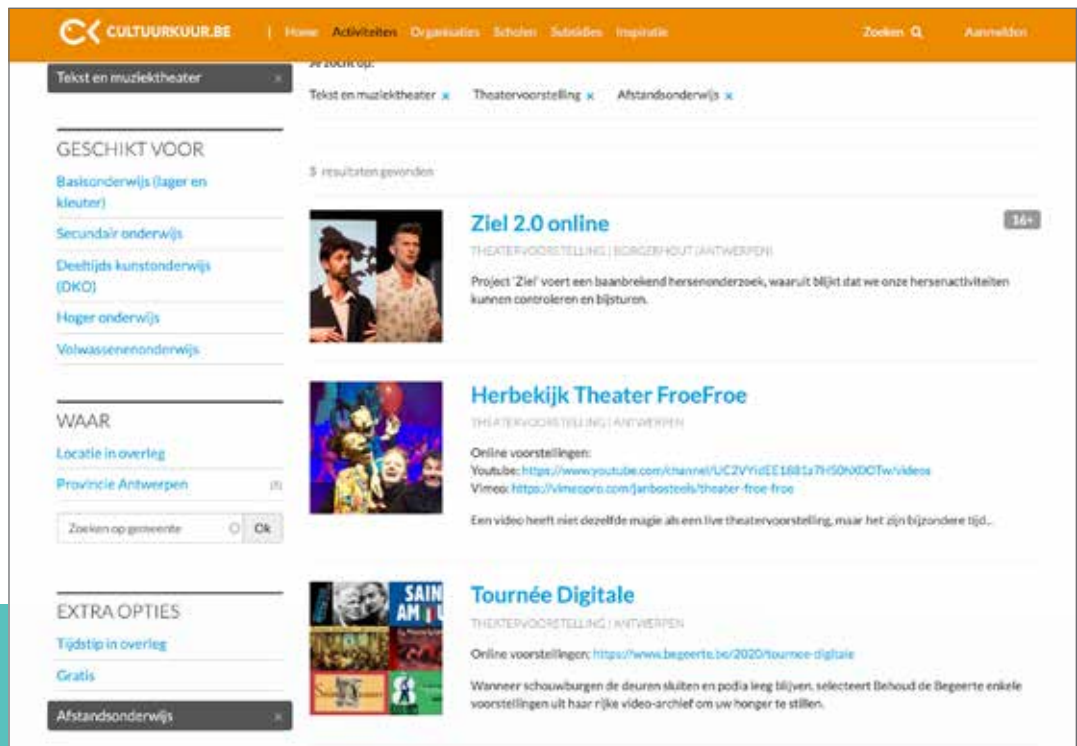 CULTUURKUUR.BE | Home Activiteiten Organisaties Scholen Subsidies Inspiratie Zoeken Aanmelden
Tekst en muziektheater ×
Je zocht op:
Tekst en muziektheater × Theatervoorstelling × Afstandsonderwijs ×
GESCHIKT VOOR
Basisonderwijs (lager en
kleuter)
Secundair onderwijs
Deeltijds kunstonderwijs
(DKO)
Hoger onderwijs
Volwassenenonderwijs
WAAR
Locatie in overleg
Provincie Antwerpen
Zoeken op gemeente Ok
EXTRA OPTIES
Tijdstip in overleg
Gratis
Afstandsonderwijs ×
resultaten gevonden
Ziel 2.0 online
16+
THEATERVOORSTELLING | BORGERHOUT (ANTWERPEN)
Project 'Ziel' voert een baanbrekend hersenonderzoek, waaruit blijkt dat we onze hersenactiviteiten
kunnen controleren en bijsturen.
Herbekijk Theater FroeFroe
THEATERVOORSTELLING | ANTWERPEN
Online voorstellingen:
Youtube:
Vimeo: https://vimeopro.com/janbosteels/theater-froe-froe
Een video heeft niet dezelfde magie als een live theatervoorstelling, maar het zijn bijzondere tijd...
SAIN
AM
Tournée Digitale
THEATERVOORSTELLING | ANTWERPEN
Online voorstellingen: https://www.begeerte.be/2020/tournee-digitale
Wanneer schouwburgen de deuren sluiten en podia leeg blijven, selecteert Behoud de Begeerte enkele
voorstellingen uit haar rijke video-archief om uw honger te stillen.